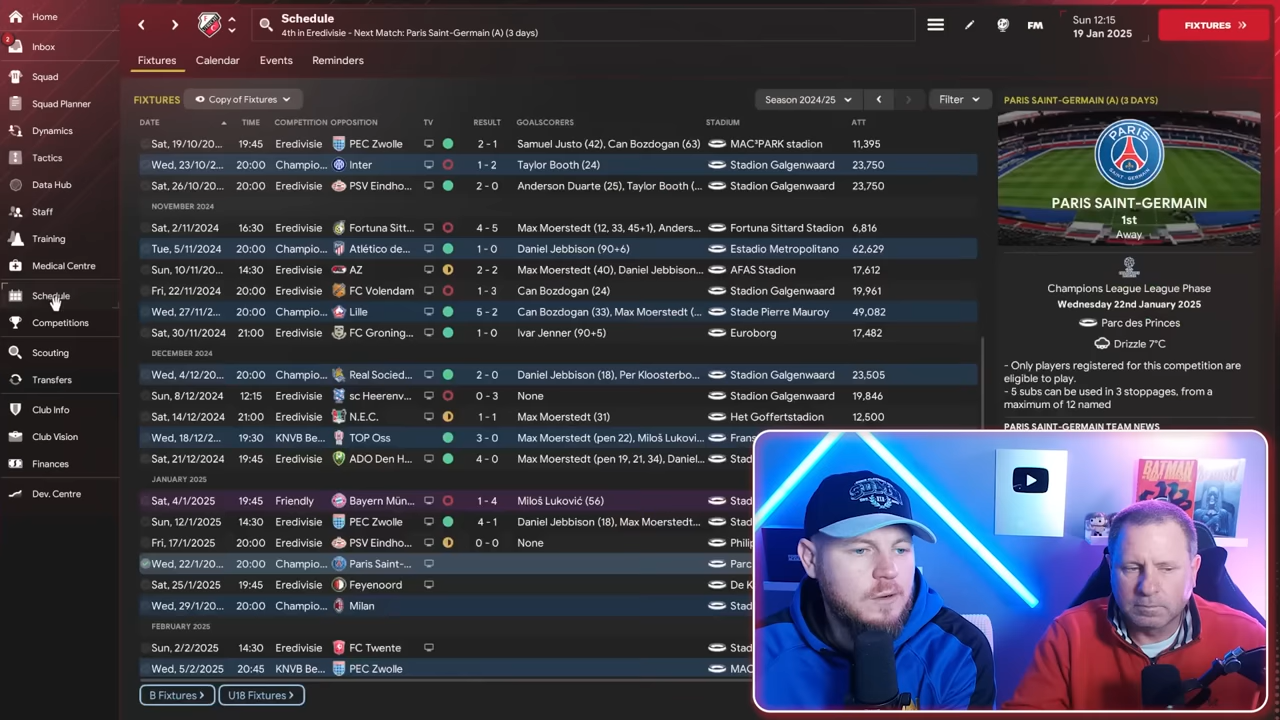 Home
2
Inbox
Squad
Squad Planner
Dynamics
Tactics
Data Hub
Staff
Training
Medical Centre
Schedule
Competitions
Scouting
Transfers
Club Info
Club Vision
Finances
Dev. Centre
Schedule
4th in Eredivisie - Next Match: Paris Saint-Germain (A) (3 days)
FM
Sun 12:15
19 Jan 2025
FIXTURES
Fixtures Calendar Events Reminders
FIXTURES Copy of Fixtures Season 2024/25 Filter
DATE TIME COMPETITION OPPOSITION TV RESULT GOALSCORERS STADIUM ATT
Sat, 19/10/20... 19:45 Eredivisie PEC Zwolle 2 - 1 Samuel Justo (42), Can Bozdogan (63) MAC³PARK stadion 11,395
Wed, 23/10/2... 20:00 Champio... Inter 1 - 2 Taylor Booth (24) Stadion Galgenwaard 23,750
Sat, 26/10/20... 20:00 Eredivisie PSV Eindho... 2 - 0 Anderson Duarte (25), Taylor Booth (... Stadion Galgenwaard 23,750
NOVEMBER 2024
Sat, 2/11/2024 16:30 Eredivisie Fortuna Sitt... 4 - 5 Max Moerstedt (12, 33, 45+1), Anders... Fortuna Sittard Stadion 6,816
Tue, 5/11/2024 20:00 Champio... Atlético de... 1 - 0 Daniel Jebbison (90+6) Estadio Metropolitano 62,629
Sun, 10/11/20... 14:30 Eredivisie AZ 2 - 2 Max Moerstedt (40), Daniel Jebbison... AFAS Stadion 17,612
Fri, 22/11/2024 20:00 Eredivisie FC Volendam 1 - 3 Can Bozdogan (24) Stadion Galgenwaard 19,961
Wed, 27/11/2... 20:00 Champio... Lille 5 - 2 Can Bozdogan (33), Max Moerstedt (... Stade Pierre Mauroy 49,082
Sat, 30/11/2024 21:00 Eredivisie FC Groning... 1 - 0 Ivar Jenner (90+5) Euroborg 17,482
DECEMBER 2024
Wed, 4/12/20... 20:00 Champio... Real Socied... 2 - 0 Daniel Jebbison (18), Per Kloosterbo... Stadion Galgenwaard 23,505
Sun, 8/12/2024 12:15 Eredivisie sc Heerenv... 0 - 3 None Stadion Galgenwaard 19,846
Sat, 14/12/2024 21:00 Eredivisie N.E.C. 1 - 1 Max Moerstedt (31) Het Goffertstadion 12,500
Wed, 18/12/2... 19:30 KNVB Be... TOP Oss 3 - 0 Max Moerstedt (pen 22), Miloš Lukovi... Frans
Sat, 21/12/2024 19:45 Eredivisie ADO Den H... 4 - 0 Max Moerstedt (pen 19, 21, 34), Daniel... Stad
JANUARY 2025
Sat, 4/1/2025 19:45 Friendly Bayern Mün... 1 - 4 Miloš Luković (56) Stad
Sun, 12/1/2025 14:30 Eredivisie PEC Zwolle 4 - 1 Daniel Jebbison (18), Max Moerstedt... Stad
Fri, 17/1/2025 20:00 Eredivisie PSV Eindho... 0 - 0 None Philip
Wed, 22/1/20... 20:00 Champio... Paris Saint-... Parc
Sat, 25/1/2025 19:45 Eredivisie Feyenoord De K
Wed, 29/1/20... 20:00 Champio... Milan Stad
FEBRUARY 2025
Sun, 2/2/2025 14:30 Eredivisie FC Twente Stad
Wed, 5/2/2025 20:45 KNVB Be... PEC Zwolle MAC
B Fixtures U18 Fixtures
PARIS SAINT-GERMAIN (A) (3 DAYS)
PARIS
PARIS SAINT-GERMAIN
1st
Away
Champions League League Phase
Wednesday 22nd January 2025
Parc des Princes
Drizzle 7°C
- Only players registered for this competition are
eligible to play.
- 5 subs can be used in 3 stoppages, from a
maximum of 12 named
PARIS SAINT-GERMAIN TEAM NEWS
BATMAN